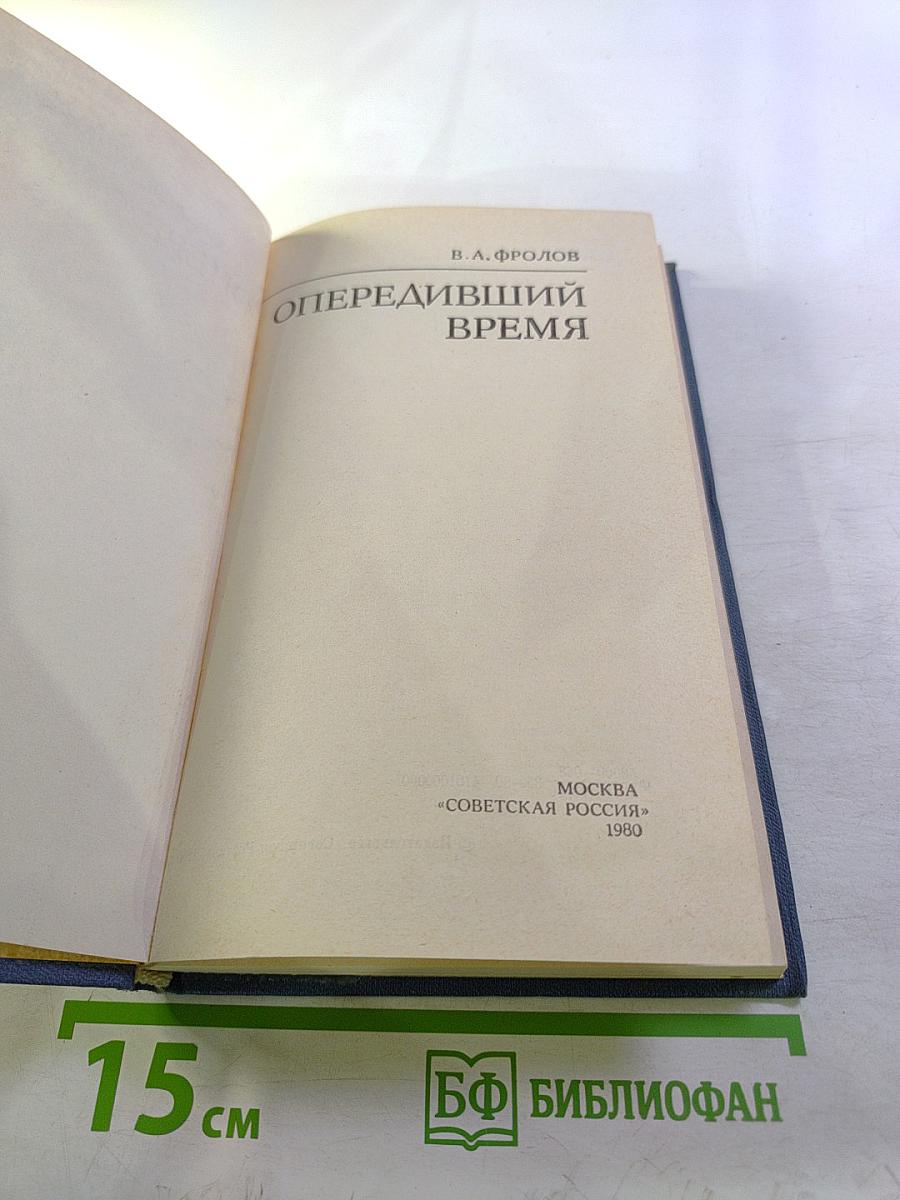 В. А. ФРОЛОВ
ОПЕРЕДИВШИЙ
ВРЕМЯ
МОСКВА
«СОВЕТСКАЯ РОССИЯ»
1980
15 см
БФ БИБЛИОФАН